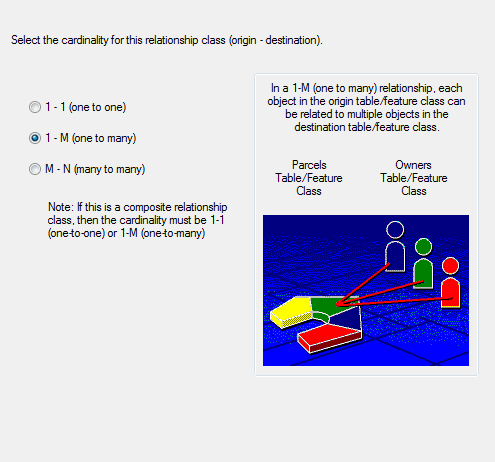 Select the cardinality for this relationship class (origin - destination).
1 - 1 (one to one)
1 - M (one to many)
M - N (many to many)
Note: If this is a composite relationship
class, then the cardinality must be 1-1
(one-to-one) or 1-M (one-to-many)
In a 1-M (one to many) relationship, each
object in the origin table/feature class can
be related to multiple objects in the
destination table/feature class.
Parcels
Table/Feature
Class
Owners
Table/Feature
Class